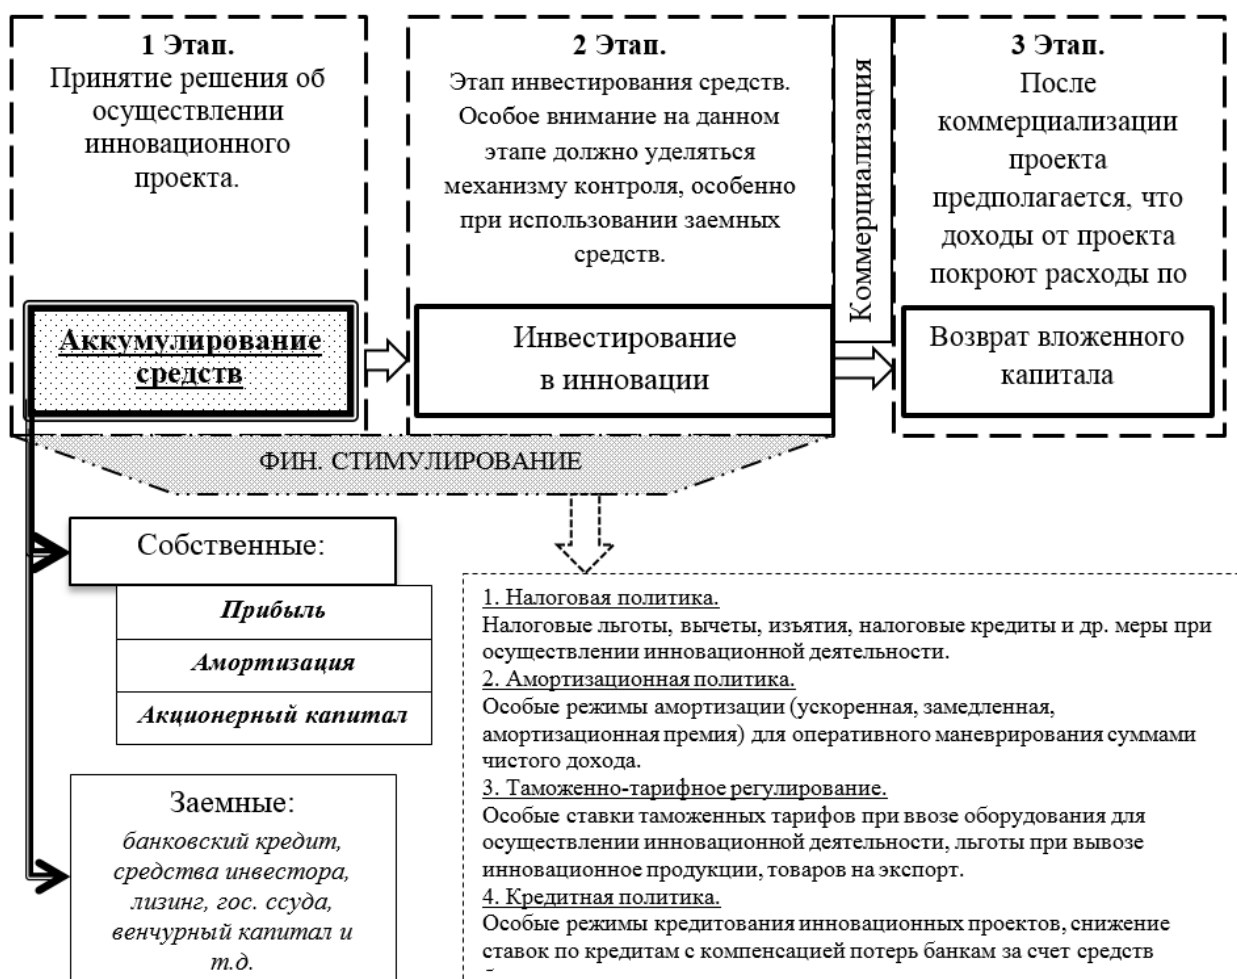 1 Этап.
Принятие решения об
осуществлении
инновационного
проекта.
Аккумулирование
средств
2 Этап.
Этап инвестирования средств.
Особое внимание на данном
этапе должно уделяться
механизму контроля, особенно
при использовании заемных
средств.
Инвестирование
в инновации
Коммерциализация
3 Этап.
После
коммерциализации
проекта
предполагается, что
доходы от проекта
покроют расходы по
Возврат вложенного
капитала
ФИН. СТИМУЛИРОВАНИЕ
Собственные:
Прибыль
Амортизация
Акционерный капитал
Заемные:
банковский кредит,
средства инвестора,
лизинг, гос. ссуда,
венчурный капитал и
т.д.
1. Налоговая политика.
Налоговые льготы, вычеты, изъятия, налоговые кредиты и др. меры при
осуществлении инновационной деятельности.
2. Амортизационная политика.
Особые режимы амортизации (ускоренная, замедленная,
амортизационная премия) для оперативного маневрирования суммами
чистого дохода.
3. Таможенно-тарифное регулирование.
Особые ставки таможенных тарифов при ввозе оборудования для
осуществлении инновационной деятельности, льготы при вывозе
инновационное продукции, товаров на экспорт.
4. Кредитная политика.
Особые режимы кредитования инновационных проектов, снижение
ставок по кредитам с компенсацией потерь банкам за счет средств